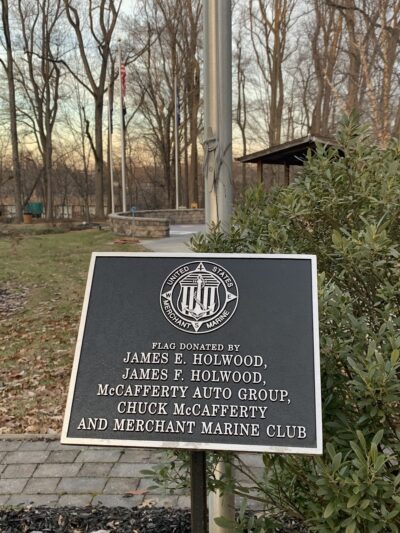 UNITED STATES
MERCHANT MARINE
FLAG DONATED BY
JAMES E. HOLWOOD,
JAMES F. HOLWOOD,
McCAFFERTY AUTO GROUP,
CHUCK McCAFFERTY
AND MERCHANT MARINE CLUB